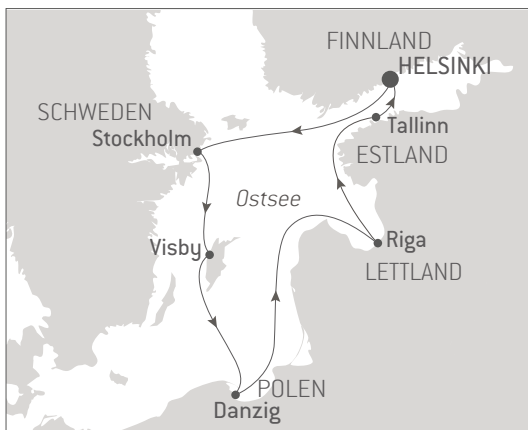 FINNLAND
HELSINKI
SCHWEDEN
Stockholm
Tallinn
ESTLAND
Ostsee
Visby
Riga
LETTLAND
POLEN
Danzig